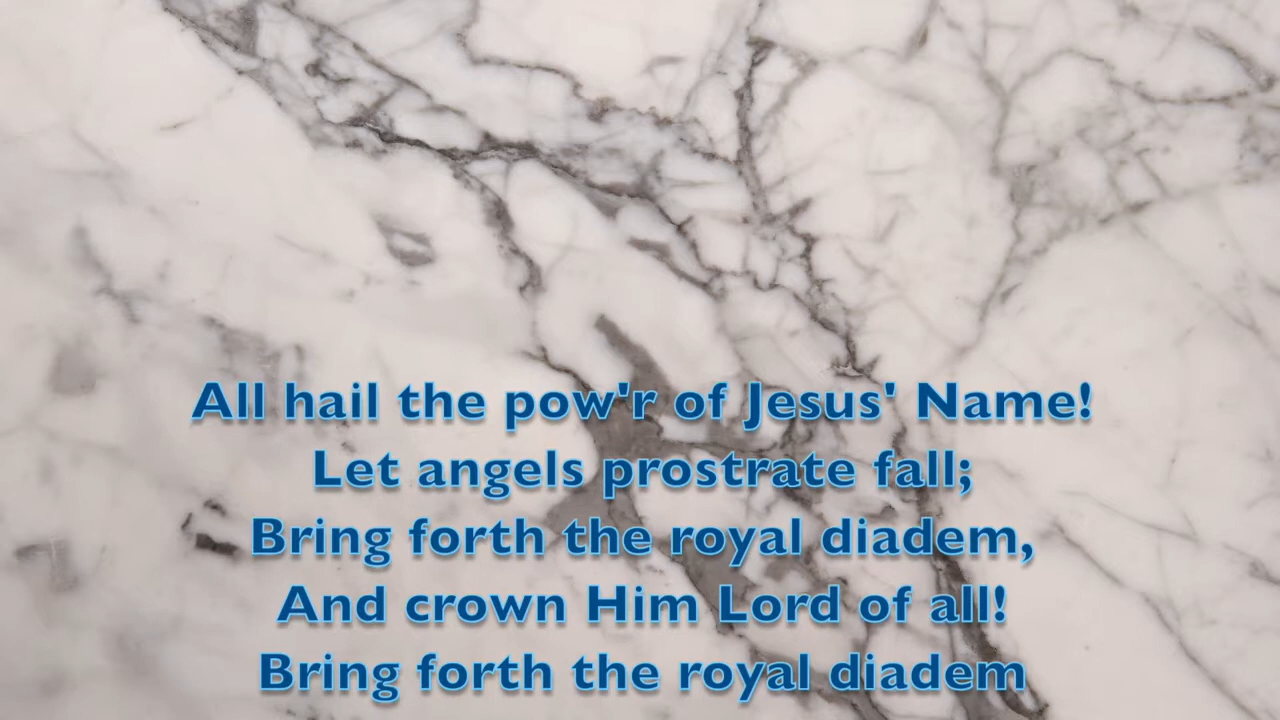 All hail the pow'r of Jesus' Name!
Let angels prostrate fall;
Bring forth the royal diadem,
And crown Him Lord of all!
Bring forth the royal diadem